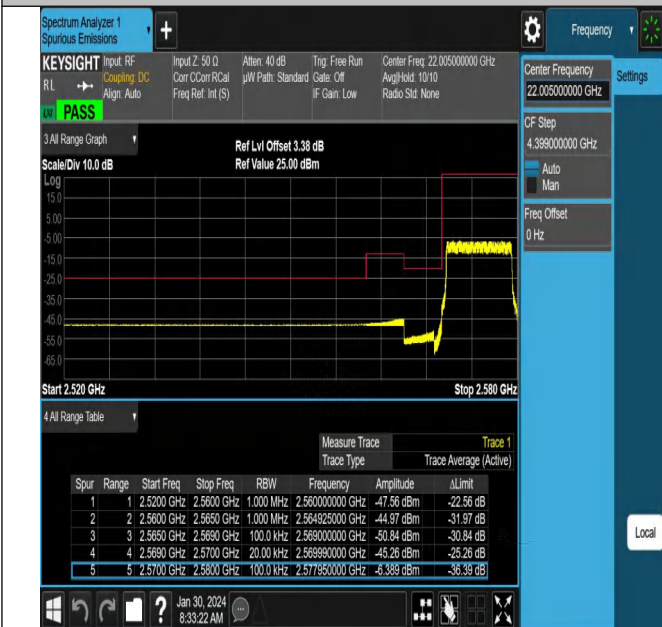 Spectrum Analyzer 1
Spurious Emissions
Frequency
KEYSIGHT
RL
PASS
Input: RF
Coupling: DC
Align: Auto
Input Z: 50 Ω
Corr CCorr RCal
Freq Ref: Int (S)
Atten: 40 dB
µW Path: Standard
Trig: Free Run
Gate: Off
IF Gain: Low
Center Freq: 22.005000000 GHz
Avg|Hold: 10/10
Radio Std: None
Center Frequency
22.005000000 GHz
Settings
CF Step
4.399000000 GHz
Auto
Man
Freq Offset
0 Hz
3 All Range Graph
Scale/Div 10.0 dB
Ref Lvl Offset 3.38 dB
Ref Value 25.00 dBm
Log
15.0
5.00
-5.00
-15.0
-25.0
-35.0
-45.0
-55.0
-65.0
Start 2.520 GHz
Stop 2.580 GHz
4 All Range Table
Measure Trace Trace 1
Trace Type Trace Average (Active)
Spur Range Start Freq Stop Freq RBW Frequency Amplitude ΔLimit
1 1 2.5200 GHz 2.5600 GHz 1.000 MHz 2.560000000 GHz -47.56 dBm -22.56 dB
2 2 2.5600 GHz 2.5650 GHz 1.000 MHz 2.564925000 GHz -44.97 dBm -31.97 dB
3 3 2.5650 GHz 2.5690 GHz 100.0 kHz 2.569000000 GHz -50.84 dBm -30.84 dB
4 4 2.5690 GHz 2.5700 GHz 20.00 kHz 2.569990000 GHz -45.26 dBm -25.26 dB
5 5 2.5700 GHz 2.5800 GHz 100.0 kHz 2.577950000 GHz -6.389 dBm -36.39 dB
Local
?
Jan 30, 2024
8:33:22 AM